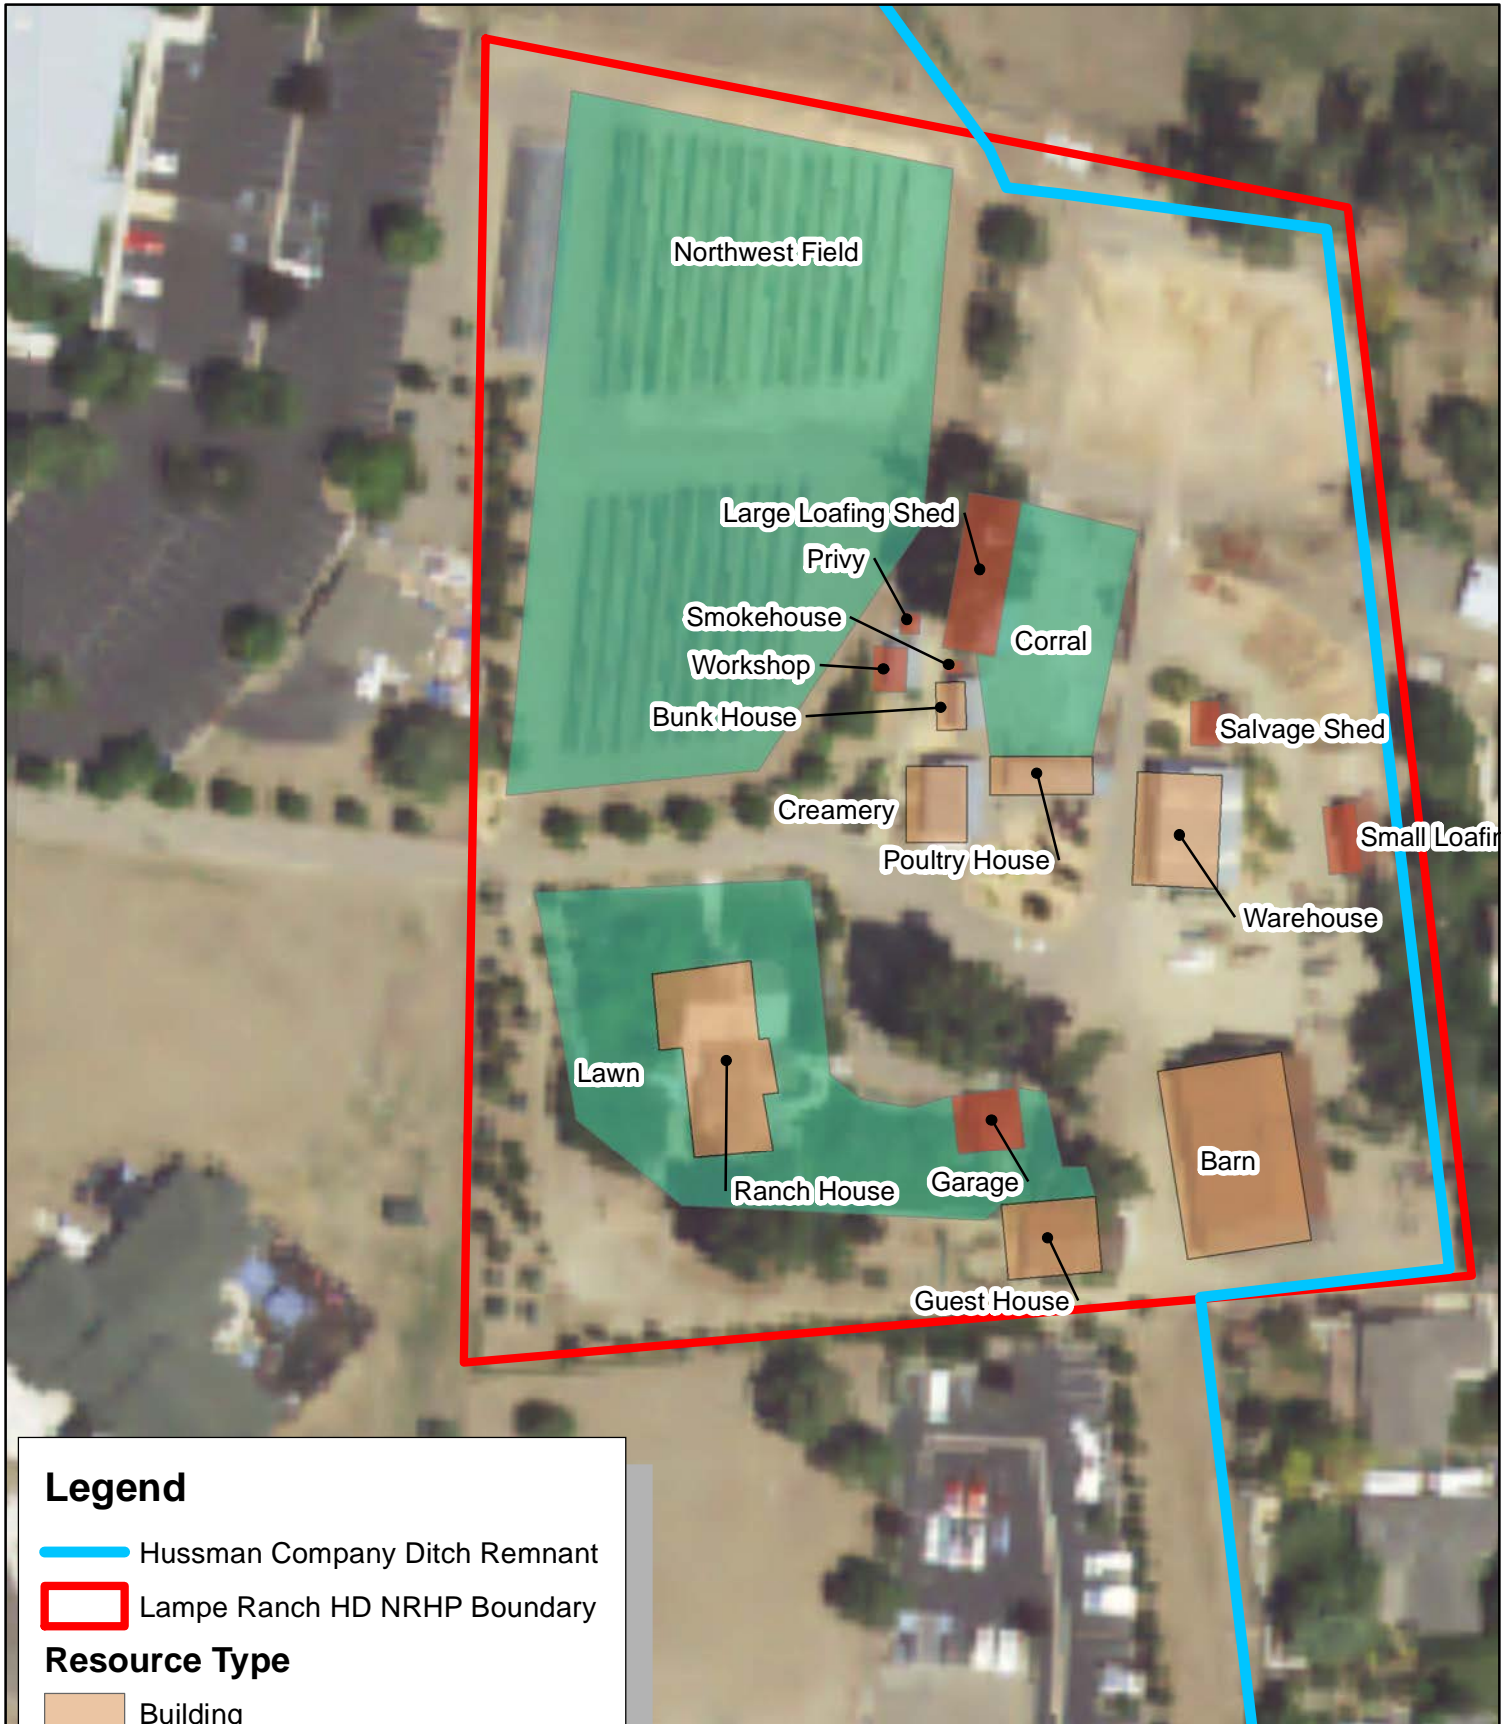 Northwest Field
Large Loafing Shed
Privy
Smokehouse
Corral
Workshop
Bunk House
Salvage Shed
Creamery
Small Loafin
Poultry House
Warehouse
Lawn
Barn
Ranch House
Garage
Guest House
Legend
Hussman Company Ditch Remnant
Lampe Ranch HD NRHP Boundary
Resource Type
Building